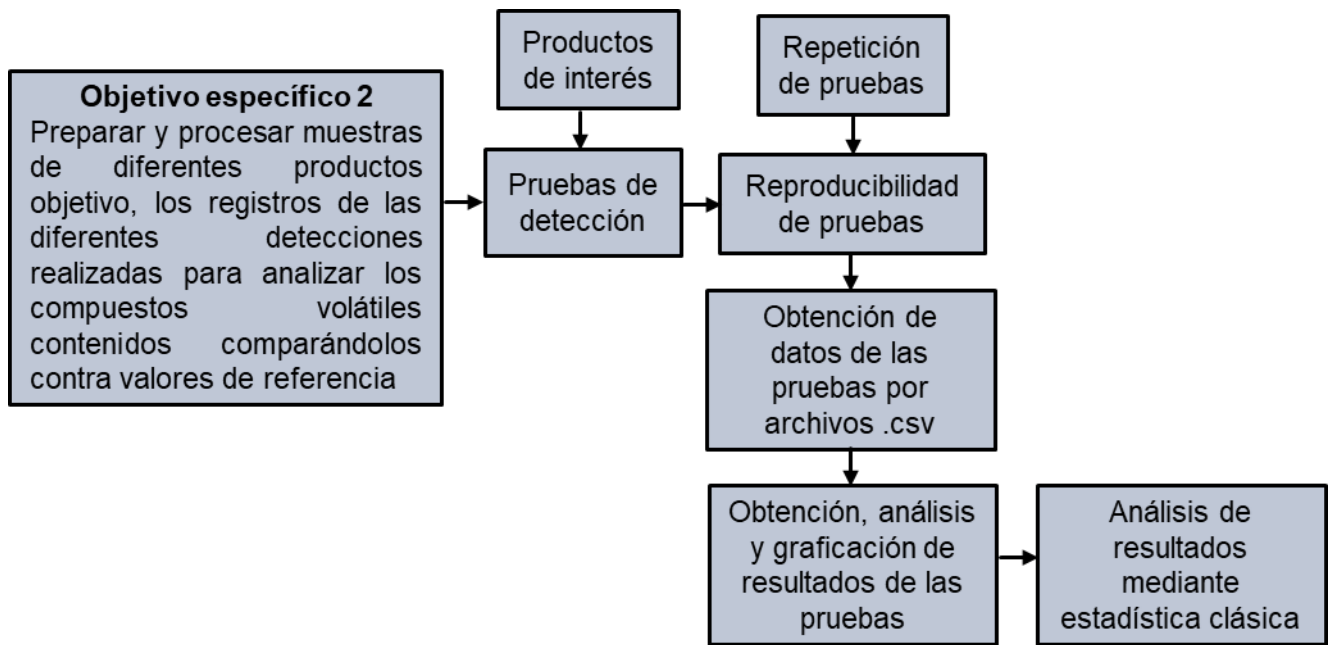 Objetivo específico 2
Preparar y procesar muestras
de diferentes productos
objetivo, los registros de las
diferentes detecciones
realizadas para analizar los
compuestos volátiles
contenidos comparándolos
contra valores de referencia
Productos
de interés
Pruebas de
detección
Repetición
de pruebas
Reproducibilidad
de pruebas
Obtención de
datos de las
pruebas por
archivos .csv
Obtención, análisis
y graficación de
resultados de las
pruebas
Análisis de
resultados
mediante
estadística clásica